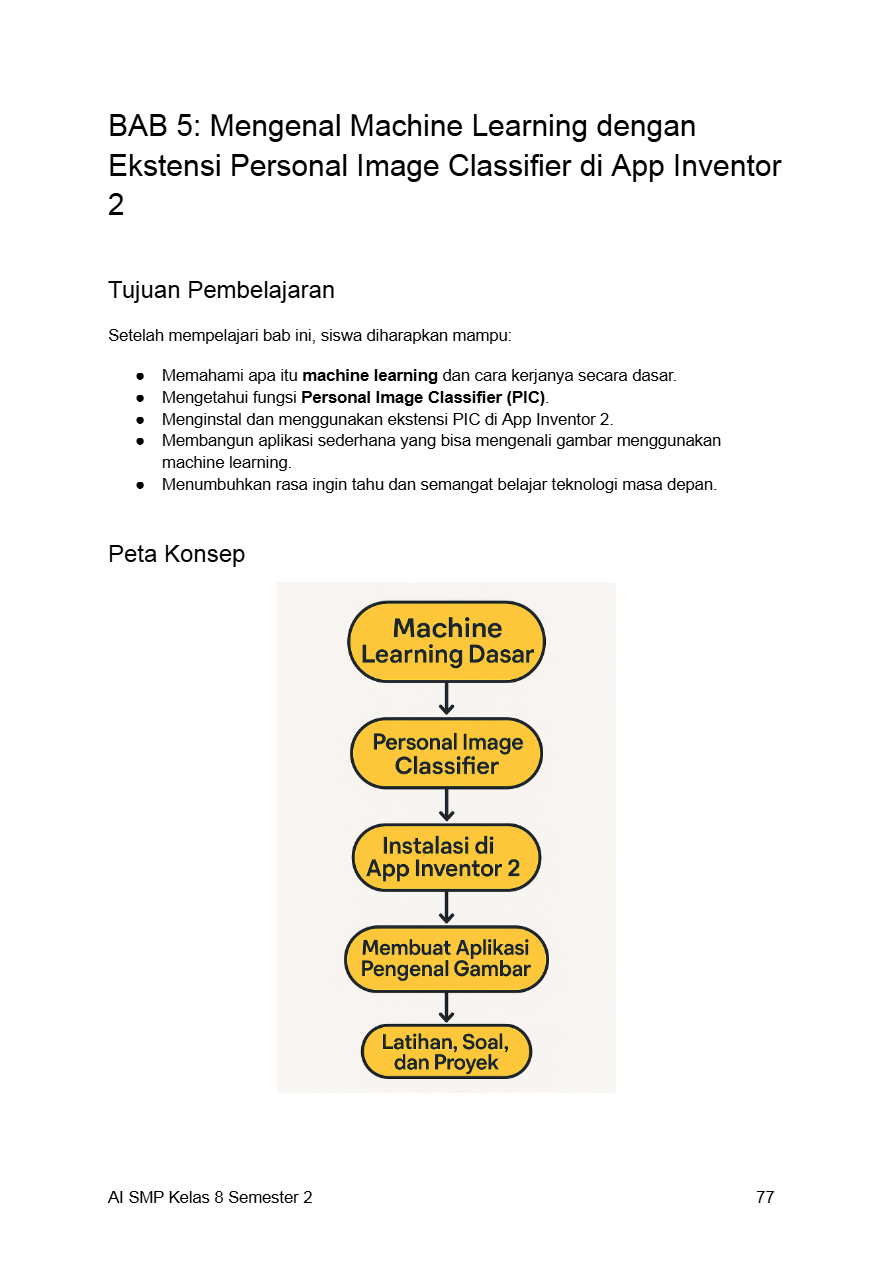 BAB 5: Mengenal Machine Learning dengan
Ekstensi Personal Image Classifier di App Inventor
2
Tujuan Pembelajaran
Setelah mempelajari bab ini, siswa diharapkan mampu:
● Memahami apa itu machine learning dan cara kerjanya secara dasar.
● Mengetahui fungsi Personal Image Classifier (PIC).
● Menginstal dan menggunakan ekstensi PIC di App Inventor 2.
● Membangun aplikasi sederhana yang bisa mengenali gambar menggunakan
machine learning.
● Menumbuhkan rasa ingin tahu dan semangat belajar teknologi masa depan.
Peta Konsep
Machine
Learning Dasar
Personal Image
Classifier
Instalasi di
App Inventor 2
Membuat Aplikasi
Pengenal Gambar
Latihan, Soal,
dan Proyek
AI SMP Kelas 8 Semester 2 77